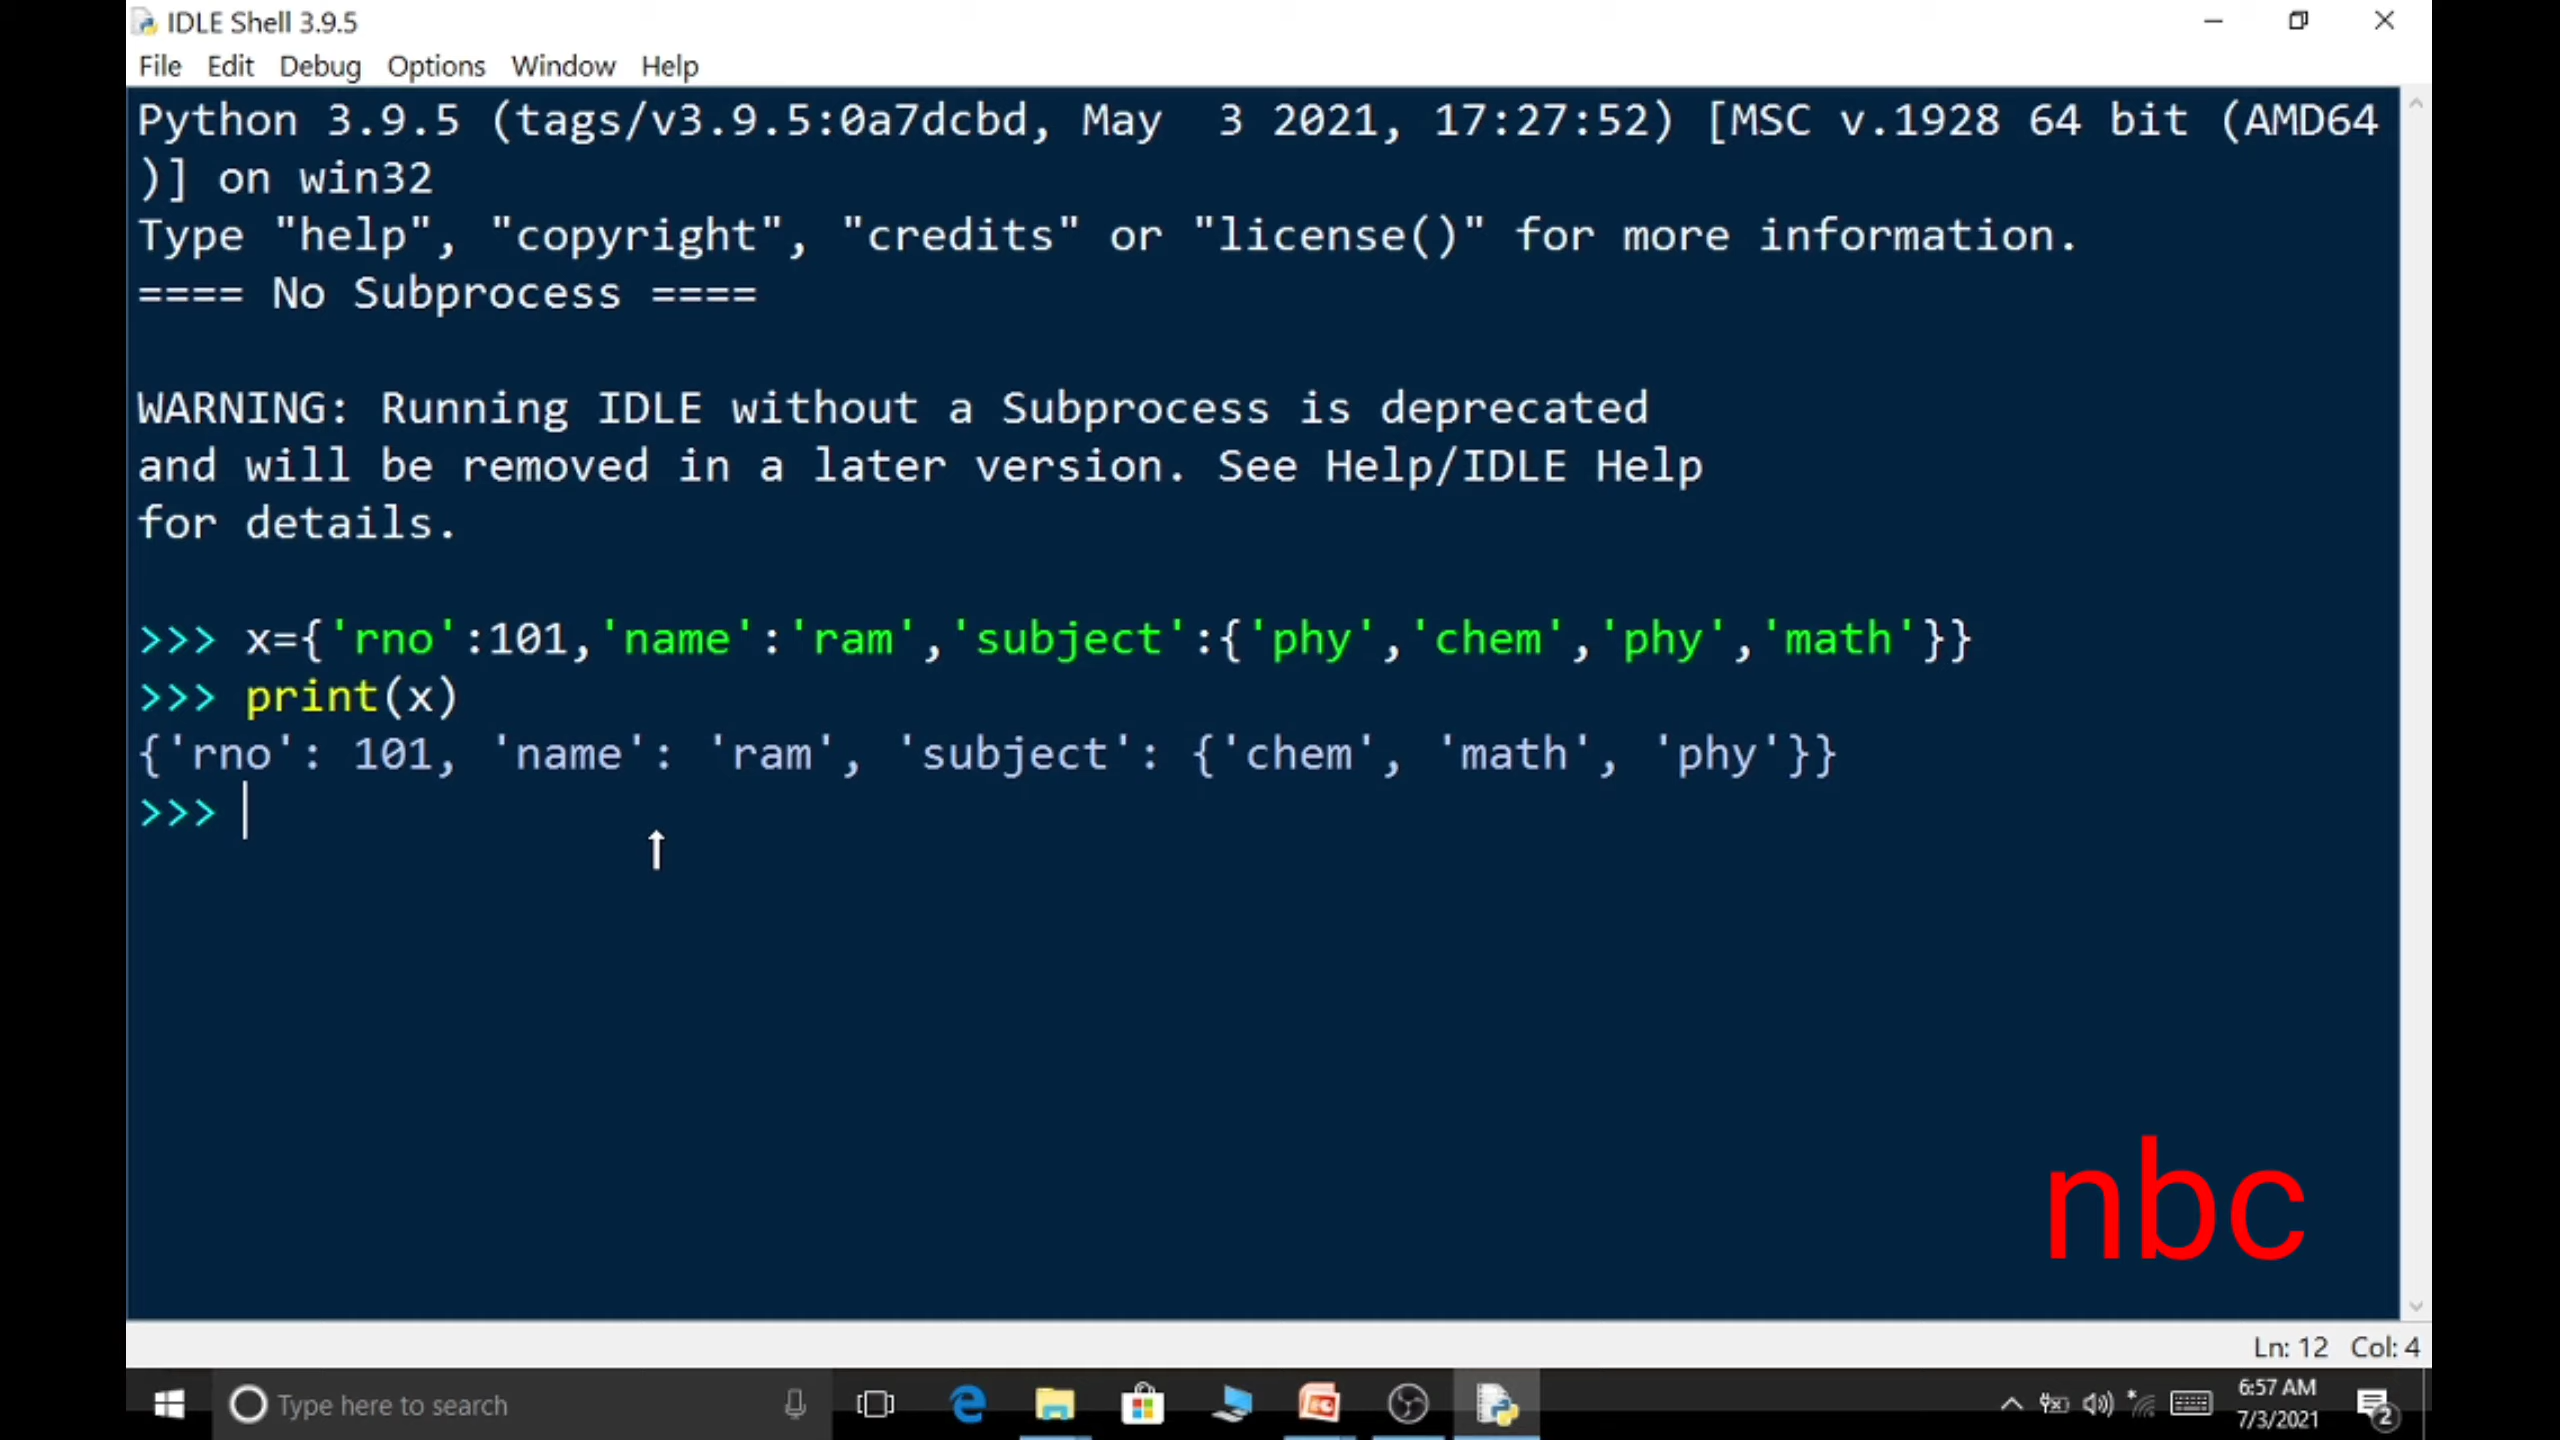 IDLE Shell 3.9.5
File Edit Debug Options Window Help
Python 3.9.5 (tags/v3.9.5:0a7dcbd, May  3 2021, 17:27:52) [MSC v.1928 64 bit (AMD64
)] on win32
Type "help", "copyright", "credits" or "license()" for more information.
==== No Subprocess ====
WARNING: Running IDLE without a Subprocess is deprecated
and will be removed in a later version. See Help/IDLE Help
for details.
>>> x={'rno':101,'name':'ram','subject':{'phy','chem','phy','math'}}
>>> print(x)
{'rno': 101, 'name': 'ram', 'subject': {'chem', 'math', 'phy'}}
>>>
nbc
Ln: 12 Col: 4
Type here to search
6:57 AM
7/3/2021
2